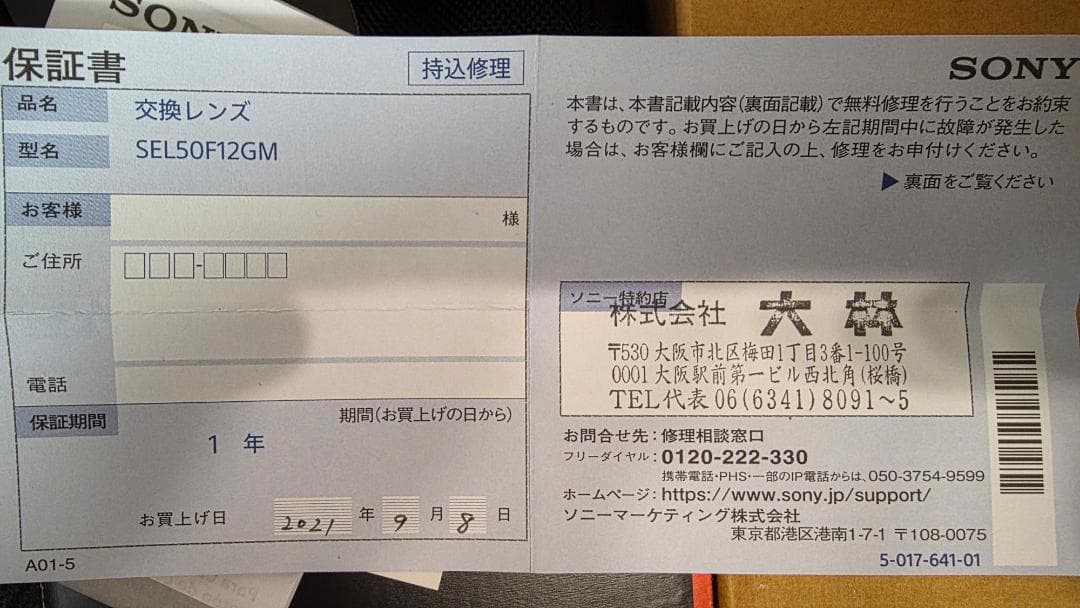 SON
保証書
持込修理
品名 交換レンズ
型名 SEL50F12GM
お客様
様
ご住所
電話
保証期間
期間(お買上げの日から)
1 年
お買上げ日 2021 年 9 月 8 日
A01-5
SONY
本書は、本書記載内容(裏面記載)で無料修理を行うことをお約束
するものです。お買上げの日から左記期間中に故障が発生した
場合は、お客様欄にご記入の上、修理をお申付けください。
▶裏面をご覧ください
ソニー特約店
株式会社 大林
〒530 大阪市北区梅田1丁目3番1-100号
0001 大阪駅前第一ビル西北角(桜橋)
TEL代表 06(6341)8091〜5
お問合せ先:修理相談窓口
フリーダイヤル:0120-222-330
携帯電話・PHS・一部のIP電話からは、050-3754-9599
ホームページ:https://www.sony.jp/support/
ソニーマーケティング株式会社
東京都港区港南1-7-1 〒108-0075
5-017-641-01